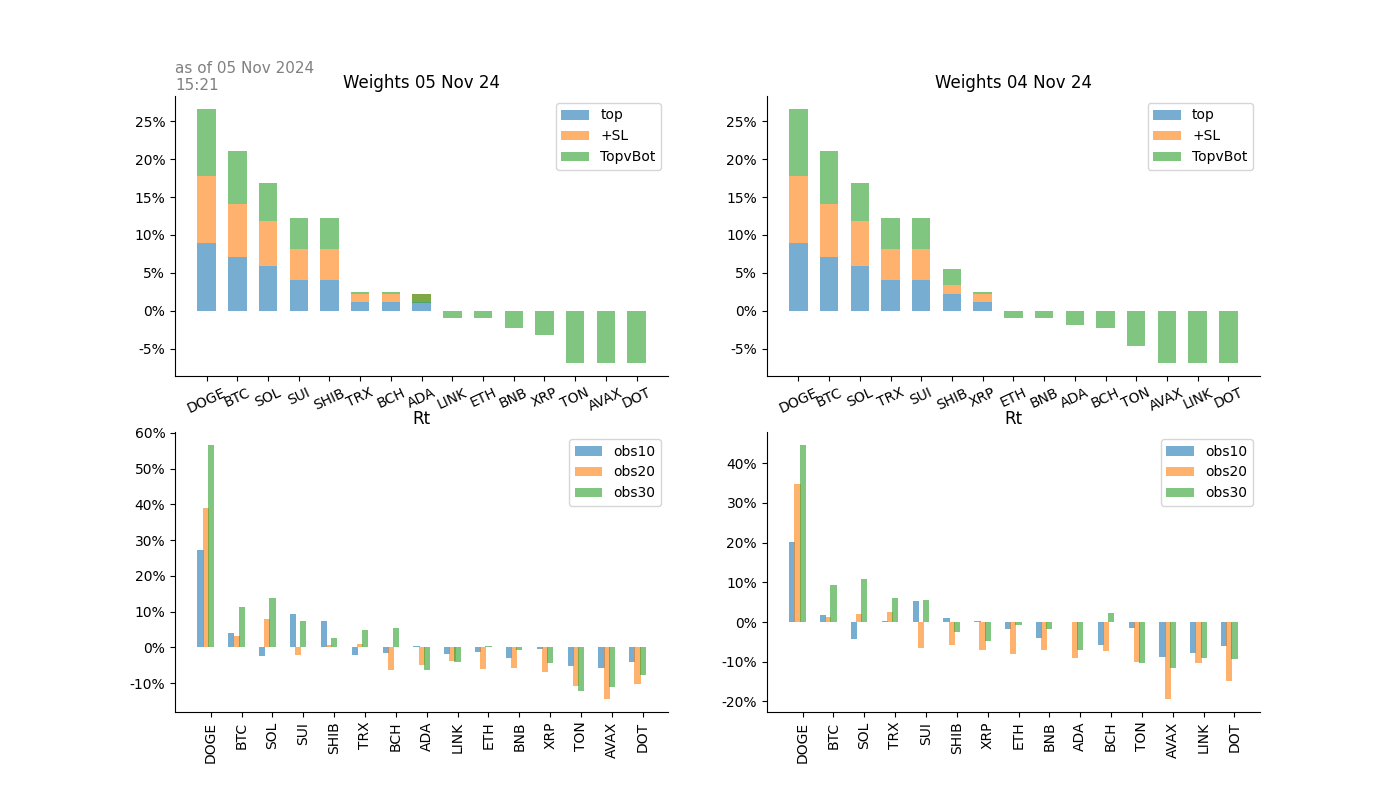 as of 05 Nov 2024
15:21
Weights 05 Nov 24
25%
20%
15%
10%
5%
0%
-5%
top
+SL
TopvBot
DOGE BTC SOL SUI SHIB TRX BCH ADA LINK ETH BNB XRP TON AVAX DOT
Weights 04 Nov 24
25%
20%
15%
10%
5%
0%
-5%
top
+SL
TopvBot
DOGE BTC SOL TRX SUI SHIB XRP ETH BNB ADA BCH TON AVAX LINK DOT
Rt
60%
50%
40%
30%
20%
10%
0%
-10%
obs10
obs20
obs30
DOGE BTC SOL SUI SHIB TRX BCH ADA LINK ETH BNB XRP TON AVAX DOT
Rt
40%
30%
20%
10%
0%
-10%
-20%
obs10
obs20
obs30
DOGE BTC SOL TRX SUI SHIB XRP ETH BNB ADA BCH TON AVAX LINK DOT